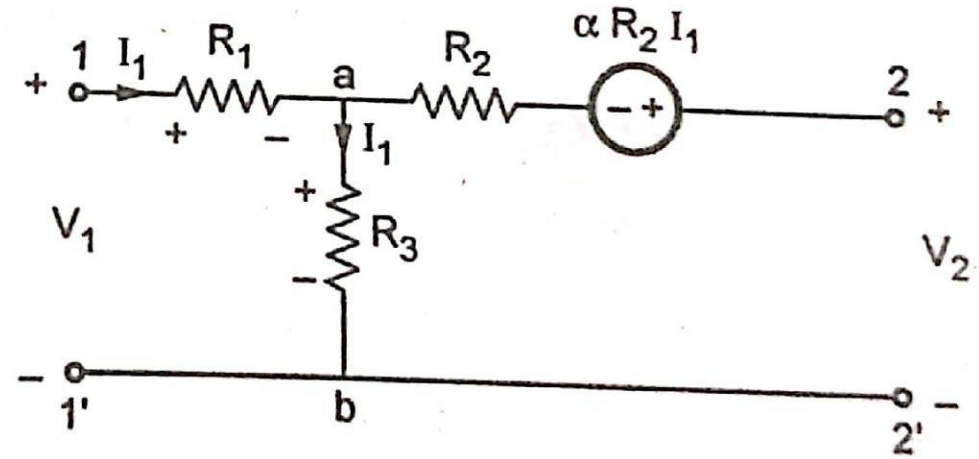 α R₂ I₁
1 I₁ R₁ a R₂ 2
+ - + +
+ - I₁
+
V₁ R₃ V₂
-
- -
1' b 2'